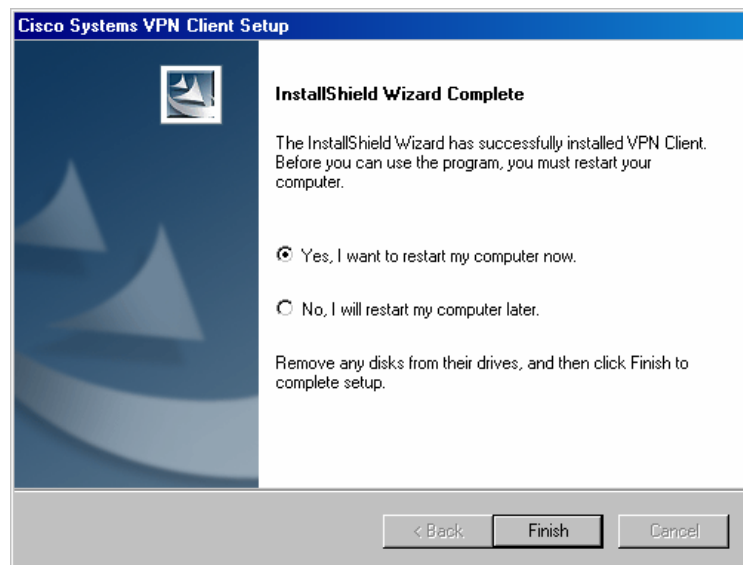 Cisco Systems VPN Client Setup
InstallShield Wizard Complete
The InstallShield Wizard has successfully installed VPN Client.
Before you can use the program, you must restart your
computer.
Yes, I want to restart my computer now.
No, I will restart my computer later.
Remove any disks from their drives, and then click Finish to
complete setup.
< Back Finish Cancel